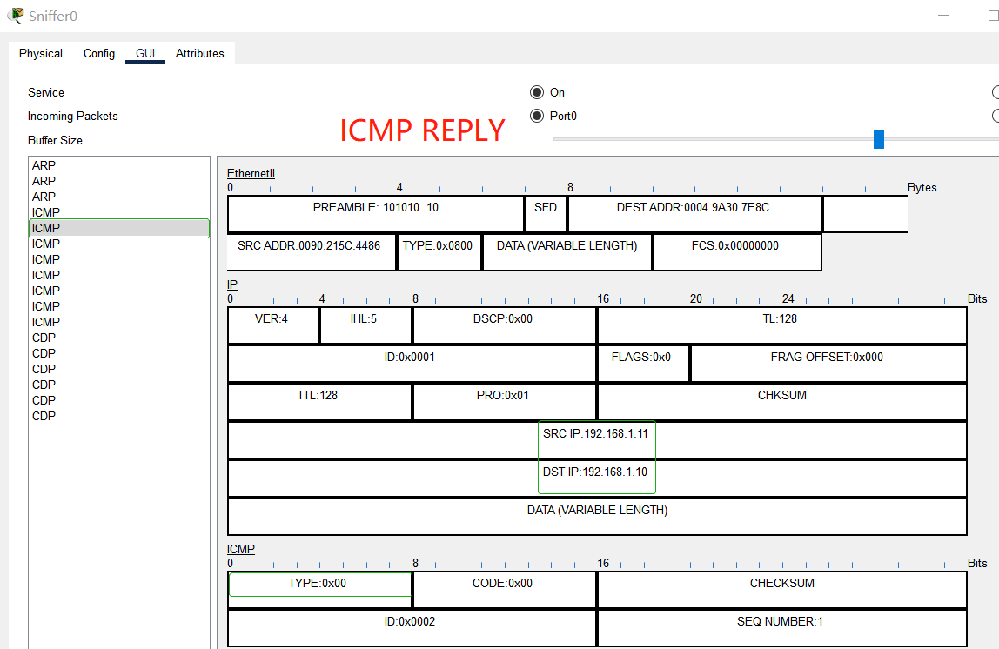 Sniffer0
Physical Config GUI Attributes
Service On
Incoming Packets Port0
ICMP REPLY
Buffer Size
ARP
ARP
ARP
ICMP
ICMP
ICMP
ICMP
ICMP
ICMP
ICMP
ICMP
CDP
CDP
CDP
CDP
CDP
CDP
EthernetII
0 4 8 Bytes
PREAMBLE: 101010..10 SFD DEST ADDR:0004.9A30.7E8C
SRC ADDR:0090.215C.4486 TYPE:0x0800 DATA (VARIABLE LENGTH) FCS:0x00000000
IP
0 4 8 16 20 24 Bits
VER:4 IHL:5 DSCP:0x00 TL:128
ID:0x0001 FLAGS:0x0 FRAG OFFSET:0x000
TTL:128 PRO:0x01 CHKSUM
SRC IP:192.168.1.11
DST IP:192.168.1.10
DATA (VARIABLE LENGTH)
ICMP
0 8 16 Bits
TYPE:0x00 CODE:0x00 CHECKSUM
ID:0x0002 SEQ NUMBER:1